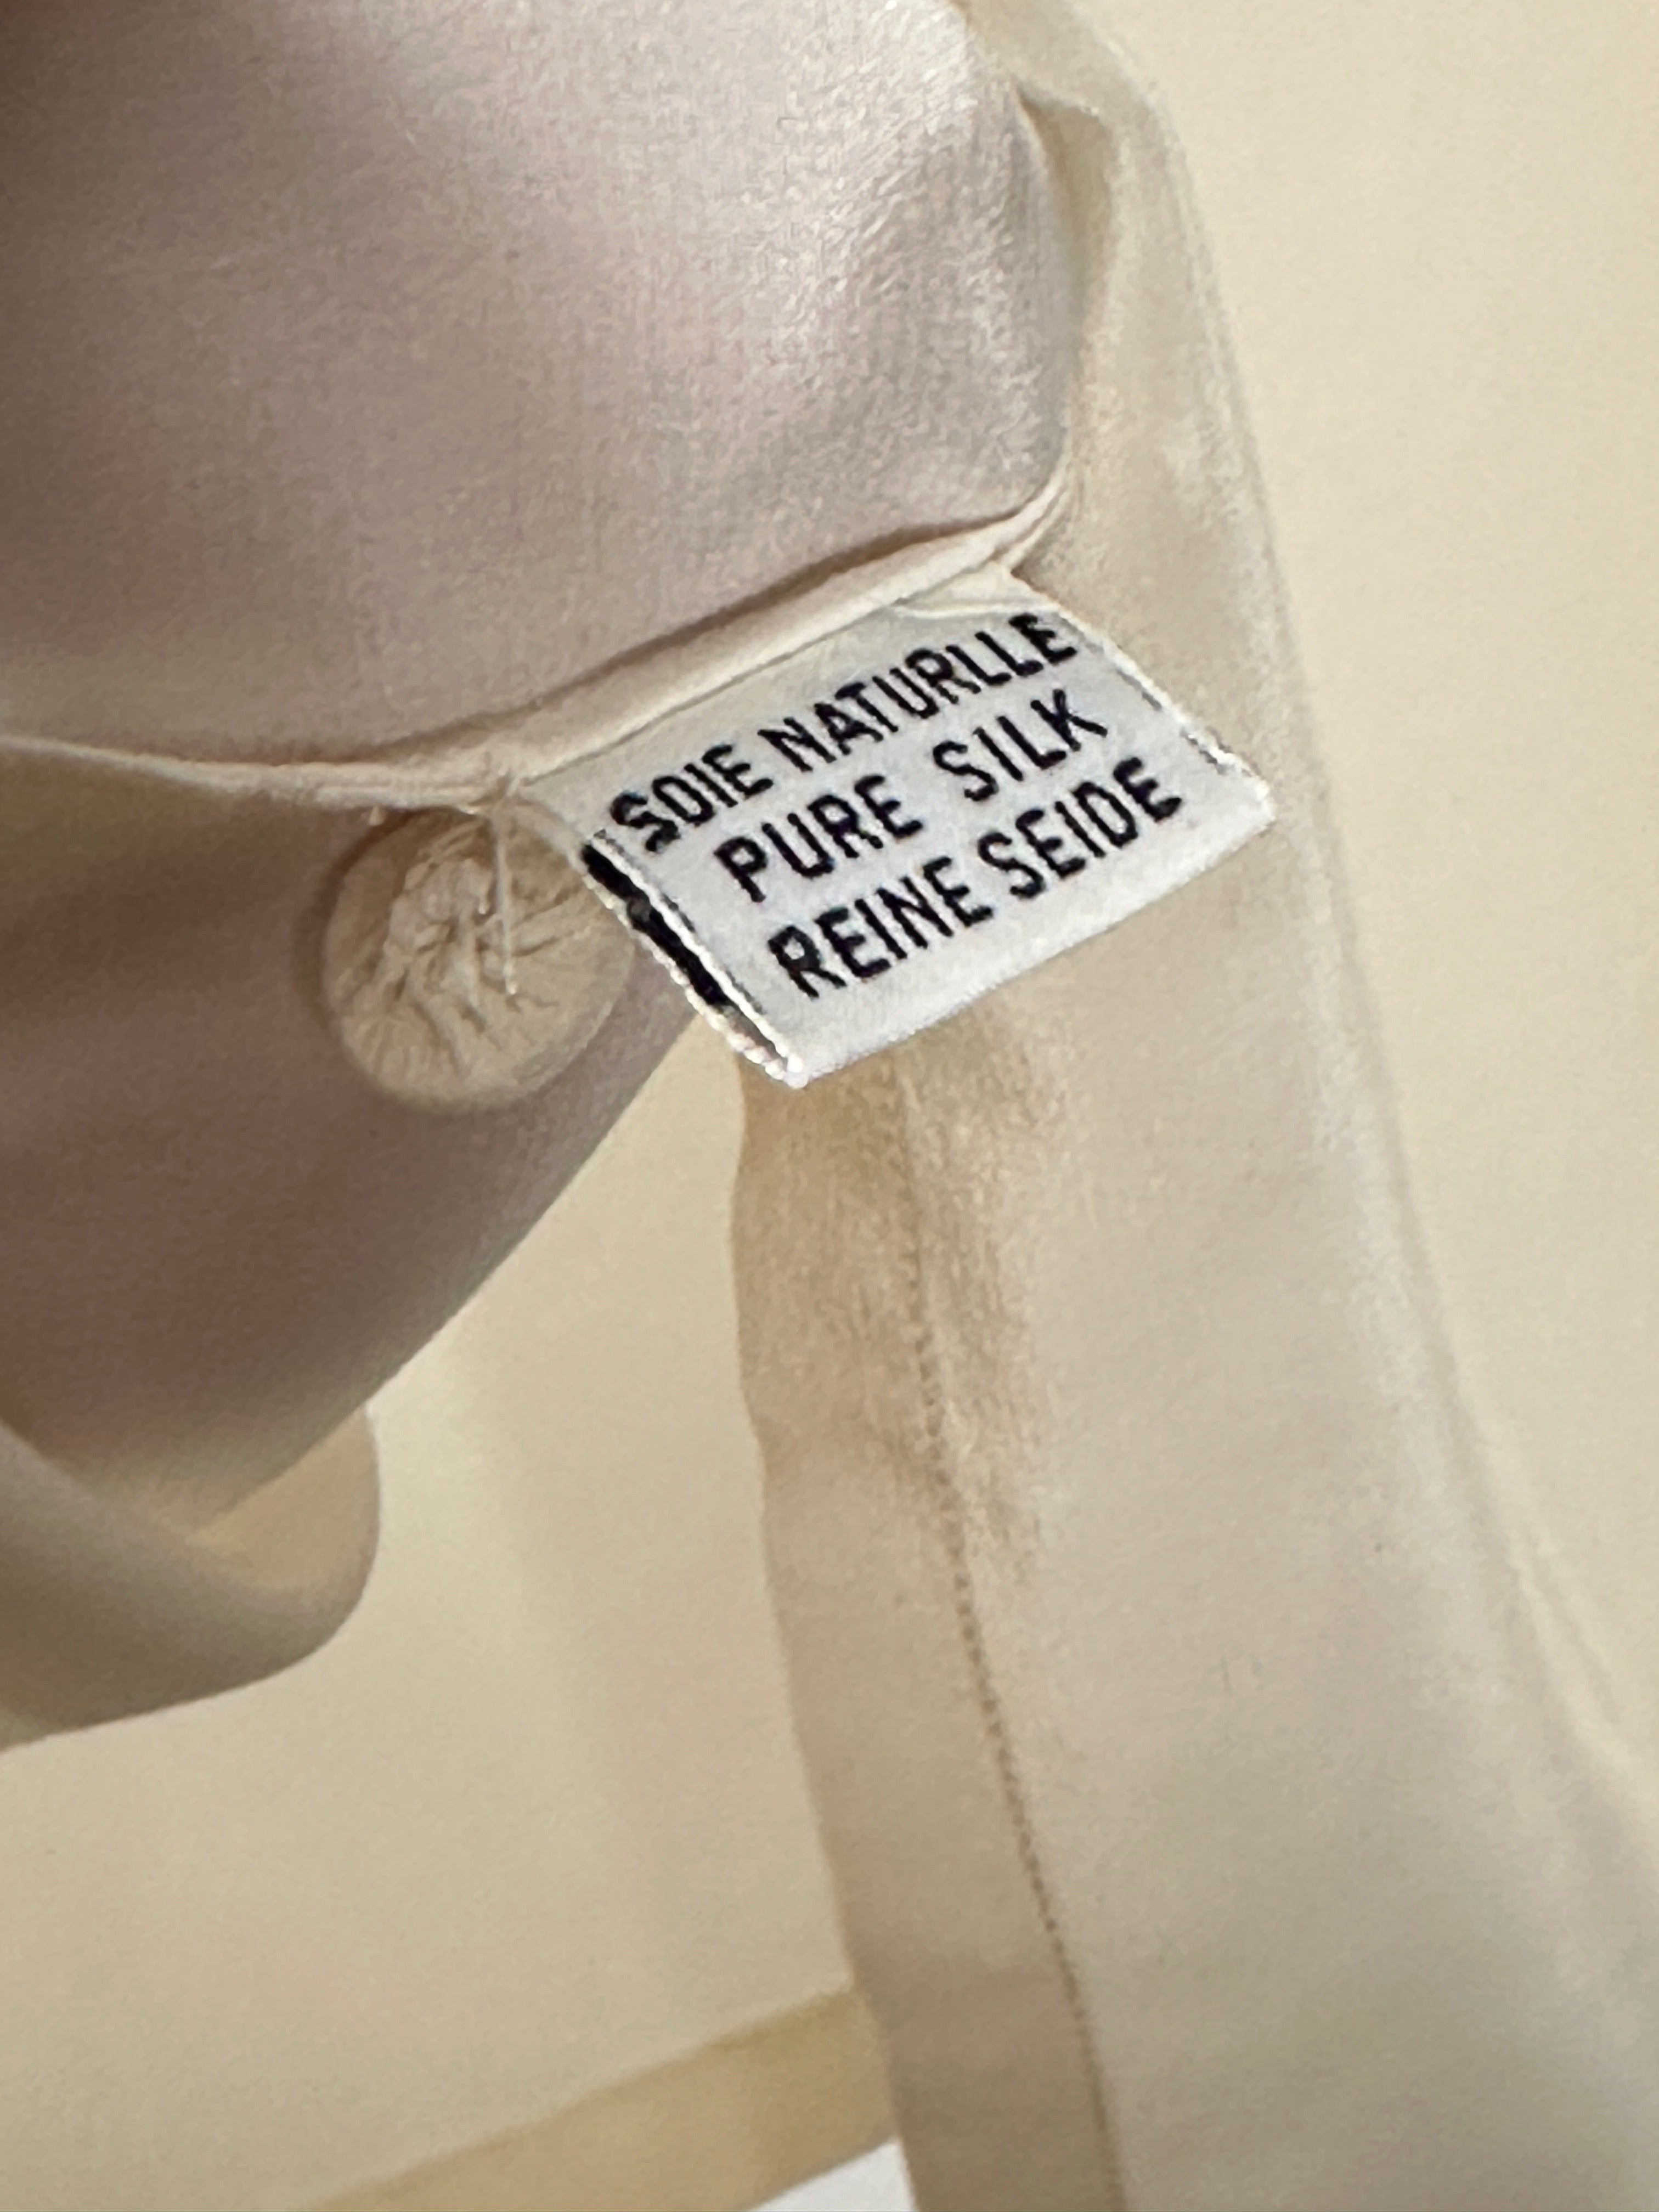 SOIE NATURLLE
PURE SILK
REINE SEIDE